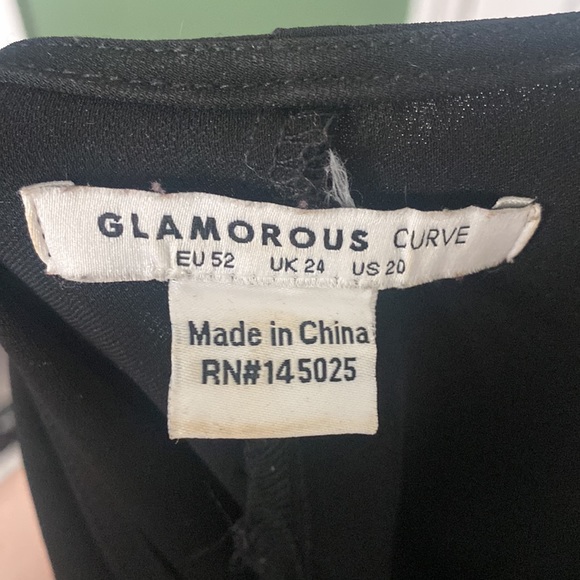 GLAMOROUS CURVE
EU 52 UK 24 US 20
Made in China
RN#145025